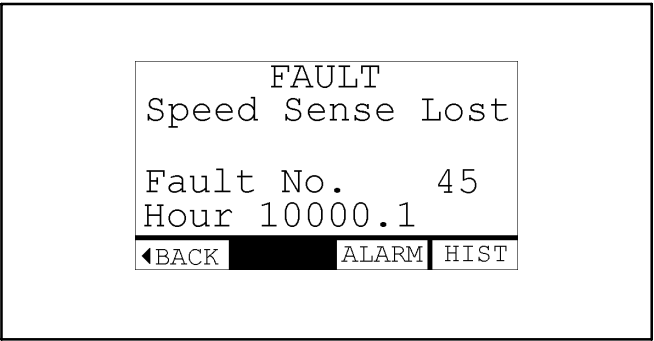 FAULT
Speed Sense Lost
Fault No. 45
Hour 10000.1
◀BACK ALARM HIST